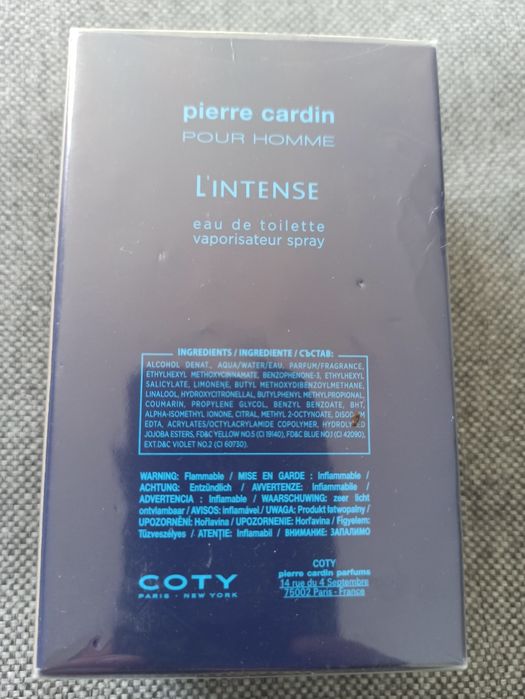 pierre cardin
POUR HOMME
L'INTENSE
eau de toilette
vaporisateur spray
INGREDIENTS / INGREDIENTE / СЪСТАВ:
ALCOHOL DENAT., AQUA/WATER/EAU, PARFUM/FRAGRANCE,
ETHYLHEXYL METHOXYCINNAMATE, BENZOPHENONE-3, ETHYLHEXYL
SALICYLATE, LIMONENE, BUTYL METHOXYDIBENZOYLMETHANE,
LINALOOL, HYDROXYCITRONELLAL, BUTYLPHENYL METHYLPROPIONAL,
COUMARIN, PROPYLENE GLYCOL, BENZYL BENZOATE, BHT,
ALPHA-ISOMETHYL IONONE, CITRAL, METHYL 2-OCTYNOATE, DISODIUM
EDTA, ACRYLATES/OCTYLACRYLAMIDE COPOLYMER, HYDROLYZED
JOJOBA ESTERS, FD&C YELLOW NO.5 (CI 19140), FD&C BLUE NO.1 (CI 42090),
EXT.D&C VIOLET NO.2 (CI 60730).
WARNING: Flammable / MISE EN GARDE : Inflammable /
ACHTUNG: Entzündlich / AVVERTENZE: Infiammabile /
ADVERTENCIA : Inflamable / WAARSCHUWING: zeer licht
ontvlambaar / AVISOS: inflamável / UWAGA: Produkt łatwopalny /
UPOZORNĚNÍ: Hořlavina / UPOZORNENIE: Horľavina / Figyelem:
Tűzveszélyes / ATENȚIE: Inflamabil / ВНИМАНИЕ: ЗАПАЛИМО
COTY
PARIS - NEW YORK
COTY
pierre cardin parfums
14 rue du 4 Septembre
75002 Paris - France